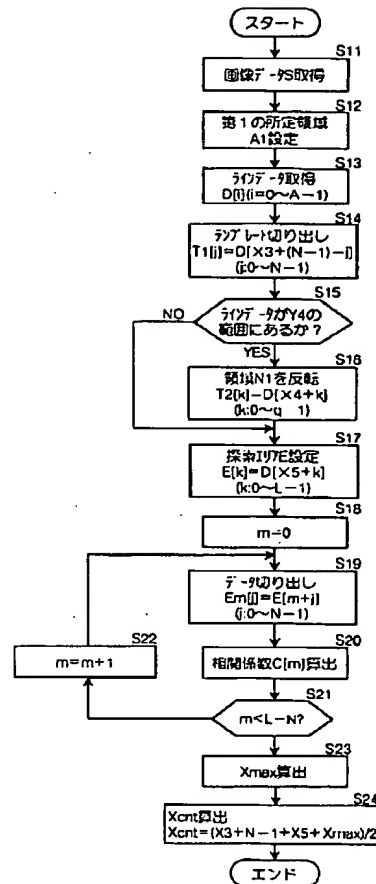 スタート
S11
画像データS取得
S12
第1の所定領域
A1設定
S13
ラインデータ取得
D[i](i=0～A-1)
S14
テンプレート切り出し
T1[j]=D[X3+(N-1)-j]
(j:0～N-1)
S15
ラインデータがY4の
範囲にあるか？
NO
YES
S16
領域N1を反転
T2[k]=D[X4+k]
(k:0～q-1)
S17
探索エリアE設定
E[k]=D[X5+k]
(k:0～L-1)
S18
m=0
S19
データ切り出し
Em[j]=E[m+j]
(j:0～N-1)
S22
m=m+1
S20
相関係数C[m]算出
S21
m<L-N?
S23
Xmax算出
S24
Xcnt算出
Xcnt=(X3+N-1+X5+Xmax)/2
エンド